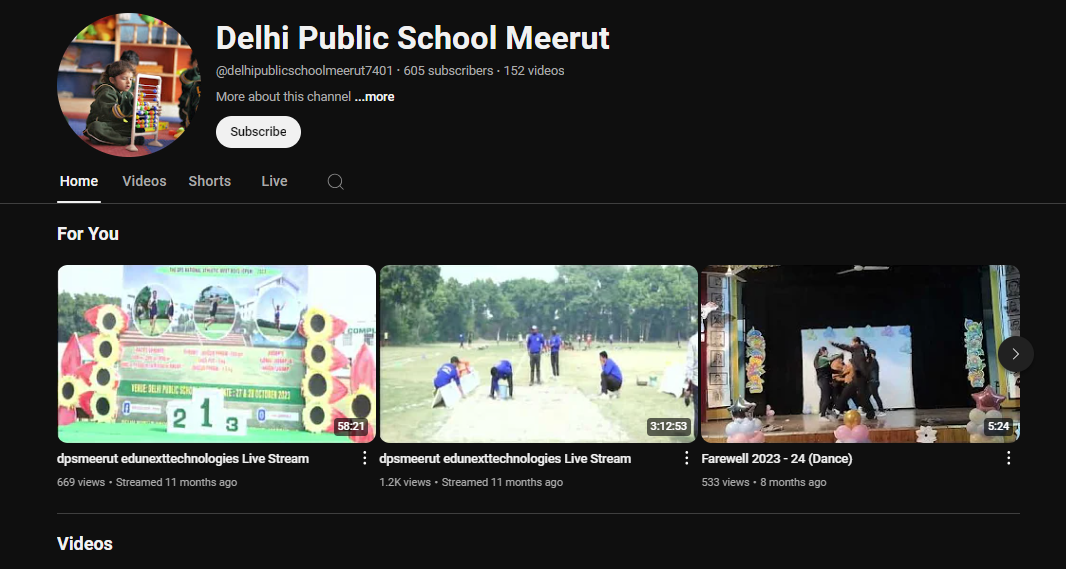 Delhi Public School Meerut
@delhipublicschoolmeerut7401 · 605 subscribers · 152 videos
More about this channel ...more
Subscribe
Home Videos Shorts Live
For You
VENUE: DELHI PUBLIC
27 & 28 OCTOBER 2023
2 1 3
58:21
3:12:53
5:24
dpsmeerut edunexttechnologies Live Stream
669 views • Streamed 11 months ago
dpsmeerut edunexttechnologies Live Stream
1.2K views • Streamed 11 months ago
Farewell 2023 - 24 (Dance)
533 views • 8 months ago
Videos